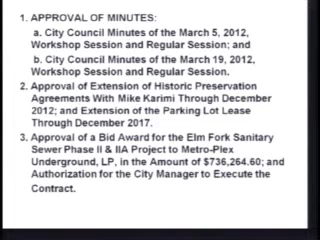 1. APPROVAL OF MINUTES:
a. City Council Minutes of the March 5, 2012,
Workshop Session and Regular Session; and
b. City Council Minutes of the March 19, 2012,
Workshop Session and Regular Session.
2. Approval of Extension of Historic Preservation
Agreements With Mike Karimi Through December
2012; and Extension of the Parking Lot Lease
Through December 2017.
3. Approval of a Bid Award for the Elm Fork Sanitary
Sewer Phase II & IIA Project to Metro-Plex
Underground, LP, in the Amount of $736,264.60; and
Authorization for the City Manager to Execute the
Contract.